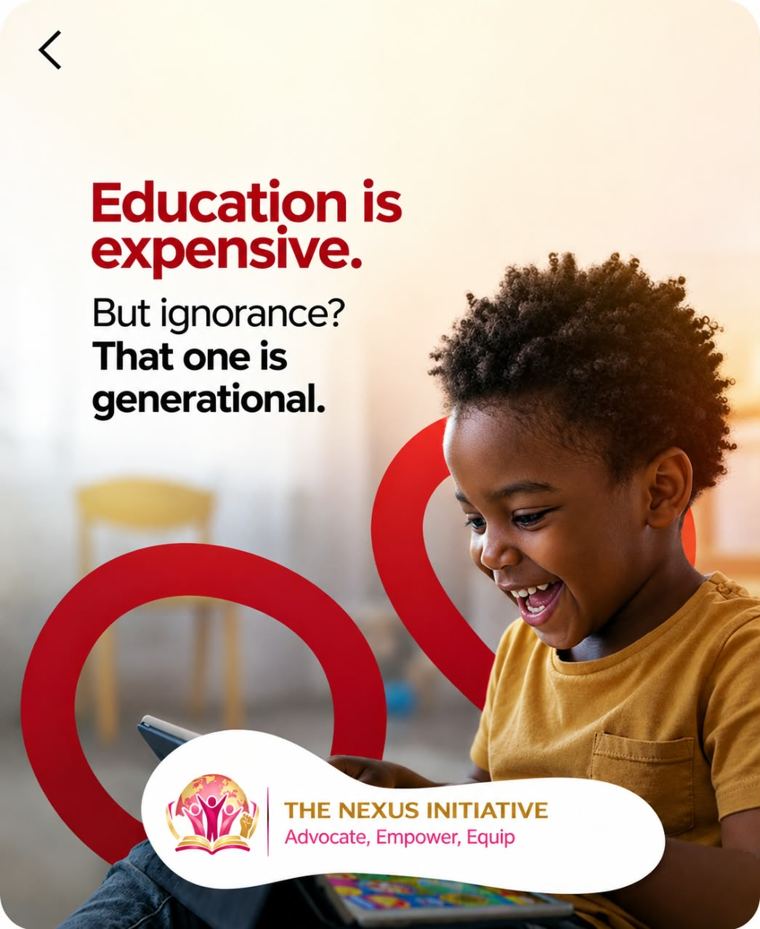 Education is
expensive.
But ignorance?
That one is
generational.
THE NEXUS INITIATIVE
Advocate, Empower, Equip